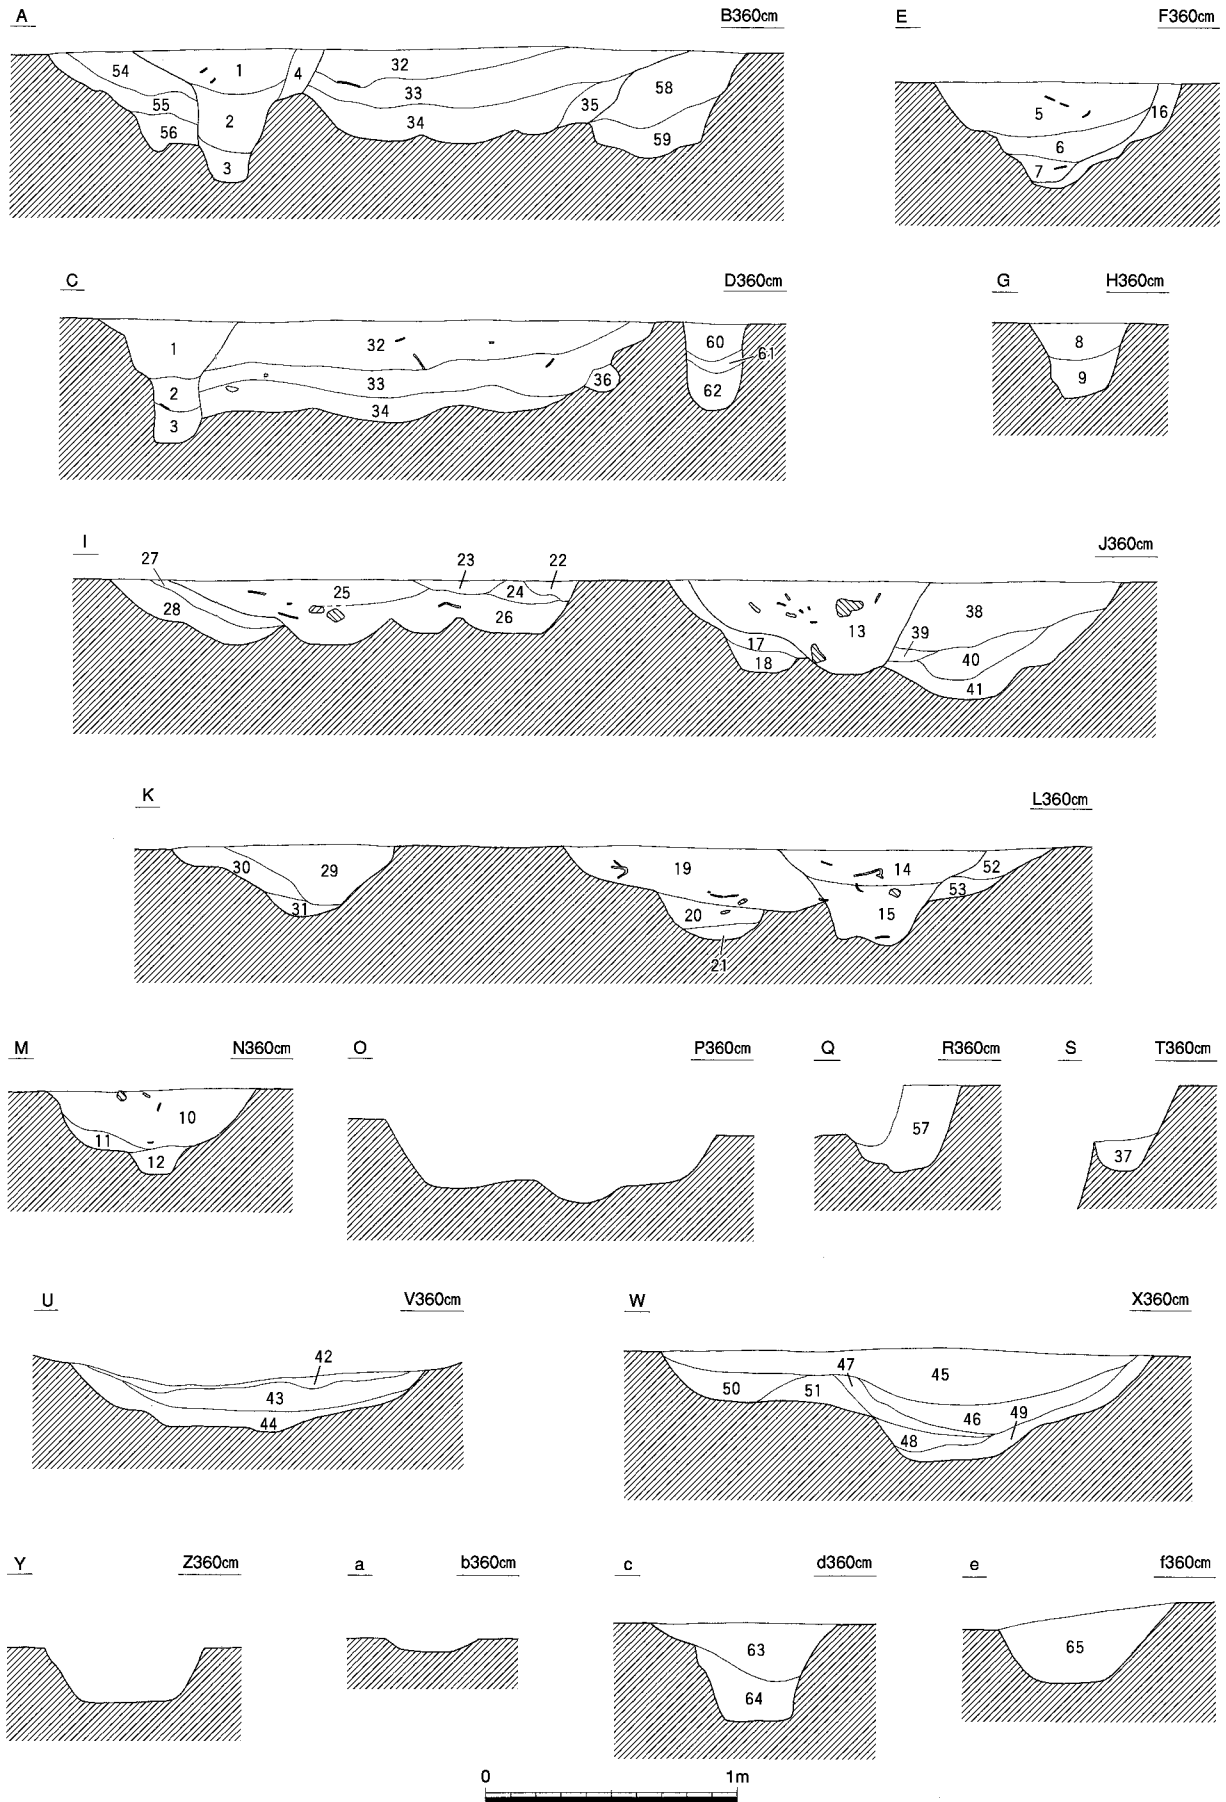 A B360cm
54 1 4 32 58
55 33 35
56 2 34 59
3
E F360cm
5 16
6
7
C D360cm
1 32 60
2 33 36 61
3 34 62
G H360cm
8
9
I J360cm
27 25 23 24 22
28 26
13 38
17 39 40
18 41
K L360cm
30 29 19 14 52
31 20 15 53
21
M N360cm
10
11
12
O P360cm
Q R360cm
57
S T360cm
37
U V360cm
42
43
44
W X360cm
47 45
50 51
46 49
48
Y Z360cm
a b360cm
c d360cm
63
64
e f360cm
65
0 1m